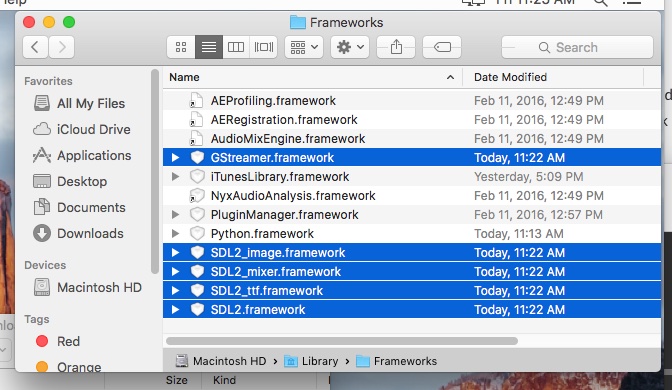 Help
Frameworks
Search
Favorites
All My Files
iCloud Drive
Applications
Desktop
Documents
Downloads
Devices
Macintosh HD
Tags
Red
Orange
Name Date Modified
AEProfiling.framework Feb 11, 2016, 12:49 PM
AERegistration.framework Feb 11, 2016, 12:49 PM
AudioMixEngine.framework Feb 11, 2016, 12:49 PM
GStreamer.framework Today, 11:22 AM
iTunesLibrary.framework Yesterday, 5:09 PM
NyxAudioAnalysis.framework Feb 11, 2016, 12:49 PM
PluginManager.framework Feb 11, 2016, 12:57 PM
Python.framework Today, 11:13 AM
SDL2_image.framework Today, 11:22 AM
SDL2_mixer.framework Today, 11:22 AM
SDL2_ttf.framework Today, 11:22 AM
SDL2.framework Today, 11:22 AM
Macintosh HD Library Frameworks
Size Kind